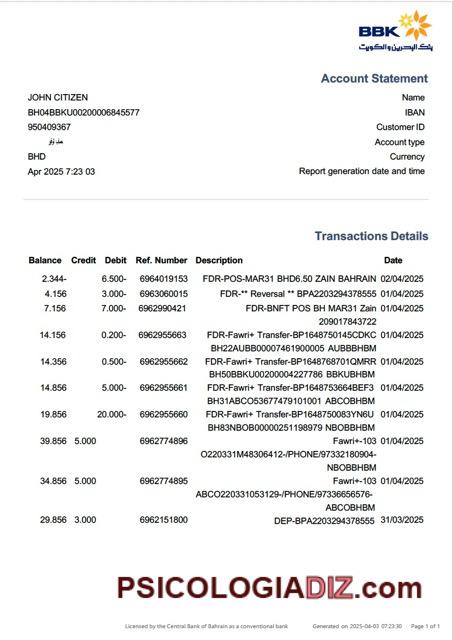 BBK
بنك البحرين والكويت
Account Statement
JOHN CITIZEN Name
BH04BBKU00200006845577 IBAN
950409367 Customer ID
Account type
BHD Currency
Apr 2025 7:23 03 Report generation date and time
Transactions Details
Balance Credit Debit Ref. Number Description Date
2.344- 6.500- 6964019153 FDR-POS-MAR31 BHD6.50 ZAIN BAHRAIN 02/04/2025
4.156 3.000- 6963060015 FDR-** Reversal ** BPA2203294378555 01/04/2025
7.156 7.000- 6962990421 FDR-BNFT POS BH MAR31 Zain 01/04/2025
209017843722
14.156 0.200- 6962955663 FDR-Fawri+ Transfer-BP1648750145CDKC 01/04/2025
BH22AUBB00007461900005 AUBBBHBM
14.356 0.500- 6962955662 FDR-Fawri+ Transfer-BP1648768701QMRR 01/04/2025
BH50BBKU00200004227786 BBKUBHBM
14.856 5.000- 6962955661 FDR-Fawri+ Transfer-BP1648753664BEF3 01/04/2025
BH31ABCO53677479101001 ABCOBHBM
19.856 20.000- 6962955660 FDR-Fawri+ Transfer-BP1648750083YN6U 01/04/2025
BH83NBOB00000251198979 NBOBBHBM
39.856 5.000 6962774896 Fawri+-103 01/04/2025
O220331M48306412-/PHONE/97332180904-
NBOBBHBM
34.856 5.000 6962774895 Fawri+-103 01/04/2025
ABCO220331053129-/PHONE/97336656576-
ABCOBHBM
29.856 3.000 6962151800 DEP-BPA2203294378555 31/03/2025
PSICOLOGIADIZ.com
Licensed by the Central Bank of Bahrain as a conventional bank Generated on 2025-04-03 07:23:30 Page 1 of 1